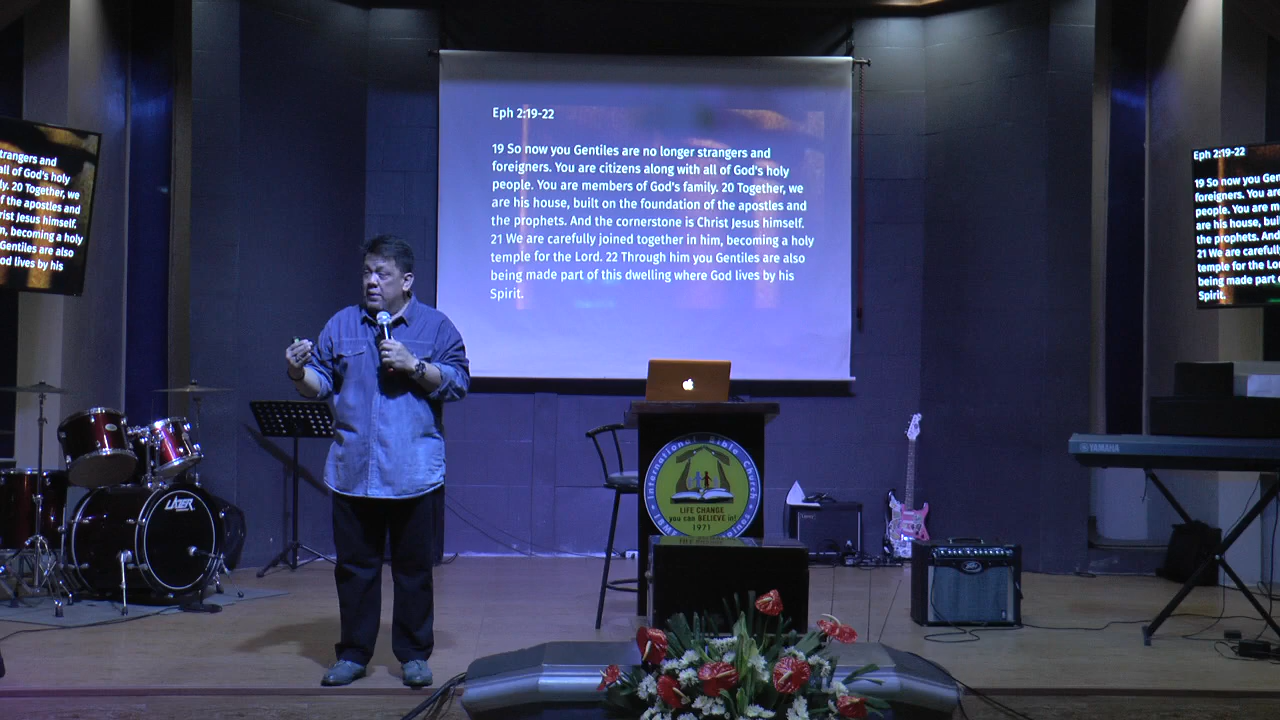 Eph 2:19-22
19 So now you Gentiles are no longer strangers and
foreigners. You are citizens along with all of God's holy
people. You are members of God's family. 20 Together, we
are his house, built on the foundation of the apostles and
the prophets. And the cornerstone is Christ Jesus himself.
21 We are carefully joined together in him, becoming a holy
temple for the Lord. 22 Through him you Gentiles are also
being made part of this dwelling where God lives by his
Spirit.
trangers and
all of God's holy
ly. 20 Together, we
f the apostles and
hrist Jesus himself.
m, becoming a holy
Gentiles are also
od lives by his
Eph 2:19-22
19 So now you Gen
foreigners. You are
people. You are m
are his house, buil
the prophets. And
21 We are carefully
temple for the Lord
being made part of
Spirit.
International Bible Church
LIFE CHANGE
you can BELIEVE in!
1971
LAZER
YAMAHA